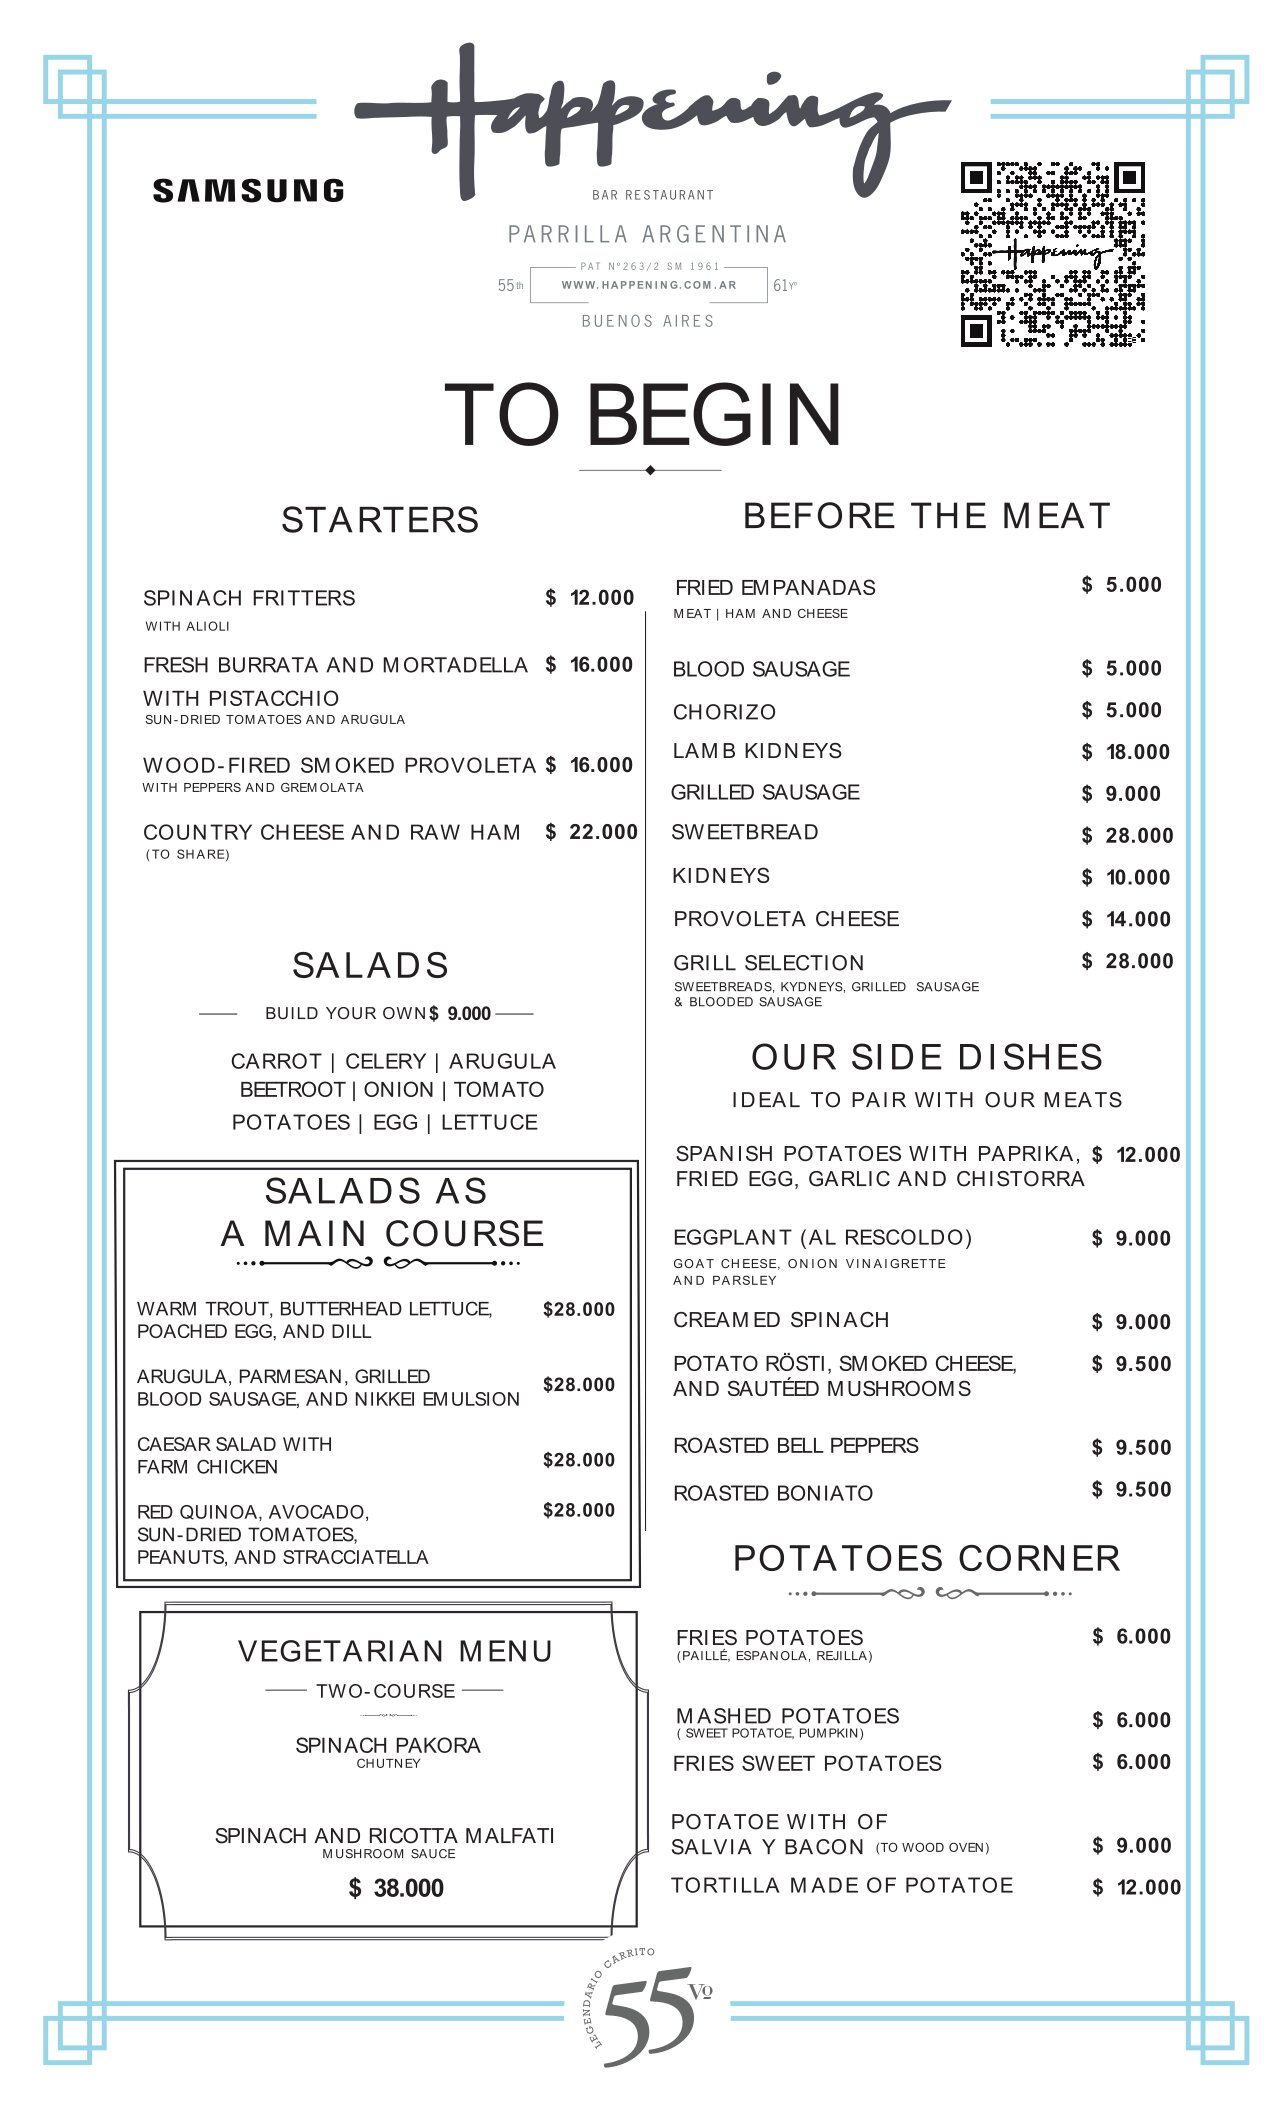 Happening
SAMSUNG
BAR RESTAURANT
PARRILLA ARGENTINA
PAT Nº263/2 SM 1961
55th WWW.HAPPENING.COM.AR 61Yº
BUENOS AIRES
Happening
TO BEGIN
STARTERS
SPINACH FRITTERS $ 12.000
WITH ALIOLI
FRESH BURRATA AND MORTADELLA $ 16.000
WITH PISTACCHIO
SUN-DRIED TOMATOES AND ARUGULA
WOOD-FIRED SMOKED PROVOLETA $ 16.000
WITH PEPPERS AND GREMOLATA
COUNTRY CHEESE AND RAW HAM $ 22.000
(TO SHARE)
SALADS
BUILD YOUR OWN $ 9.000
CARROT | CELERY | ARUGULA
BEETROOT | ONION | TOMATO
POTATOES | EGG | LETTUCE
SALADS AS
A MAIN COURSE
WARM TROUT, BUTTERHEAD LETTUCE, $28.000
POACHED EGG, AND DILL
ARUGULA, PARMESAN, GRILLED
BLOOD SAUSAGE, AND NIKKEI EMULSION $28.000
CAESAR SALAD WITH
FARM CHICKEN $28.000
RED QUINOA, AVOCADO, $28.000
SUN-DRIED TOMATOES,
PEANUTS, AND STRACCIATELLA
VEGETARIAN MENU
TWO-COURSE
SPINACH PAKORA
CHUTNEY
SPINACH AND RICOTTA MALFATI
MUSHROOM SAUCE
$ 38.000
BEFORE THE MEAT
FRIED EMPANADAS $ 5.000
MEAT | HAM AND CHEESE
BLOOD SAUSAGE $ 5.000
CHORIZO $ 5.000
LAMB KIDNEYS $ 18.000
GRILLED SAUSAGE $ 9.000
SWEETBREAD $ 28.000
KIDNEYS $ 10.000
PROVOLETA CHEESE $ 14.000
GRILL SELECTION $ 28.000
SWEETBREADS, KYDNEYS, GRILLED SAUSAGE
& BLOODED SAUSAGE
OUR SIDE DISHES
IDEAL TO PAIR WITH OUR MEATS
SPANISH POTATOES WITH PAPRIKA, $ 12.000
FRIED EGG, GARLIC AND CHISTORRA
EGGPLANT (AL RESCOLDO) $ 9.000
GOAT CHEESE, ONION VINAIGRETTE
AND PARSLEY
CREAMED SPINACH $ 9.000
POTATO RÖSTI, SMOKED CHEESE, $ 9.500
AND SAUTÉED MUSHROOMS
ROASTED BELL PEPPERS $ 9.500
ROASTED BONIATO $ 9.500
POTATOES CORNER
FRIES POTATOES $ 6.000
(PAILLÉ, ESPANOLA, REJILLA)
MASHED POTATOES $ 6.000
( SWEET POTATOE, PUMPKIN)
FRIES SWEET POTATOES $ 6.000
POTATOE WITH OF
SALVIA Y BACON (TO WOOD OVEN) $ 9.000
TORTILLA MADE OF POTATOE $ 12.000
LEGENDARIO CARRITO
55 Vº